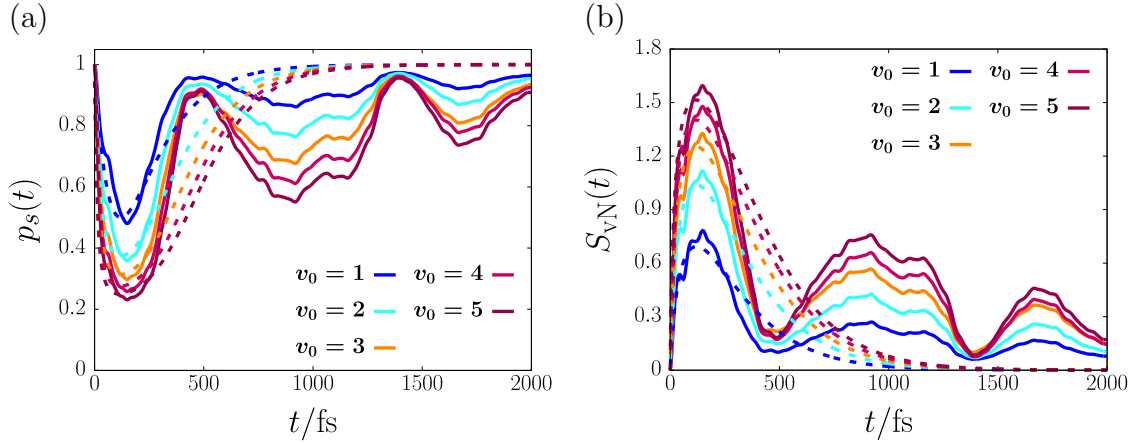 (a)
p_s(t)
1
0.8
0.6
0.4
0.2
0
0 500 1000 1500 2000
t/fs
v_0 = 1 v_0 = 4
v_0 = 2 v_0 = 5
v_0 = 3
(b)
S_vN(t)
1.8
1.5
1.2
0.9
0.6
0.3
0
0 500 1000 1500 2000
t/fs
v_0 = 1 v_0 = 4
v_0 = 2 v_0 = 5
v_0 = 3